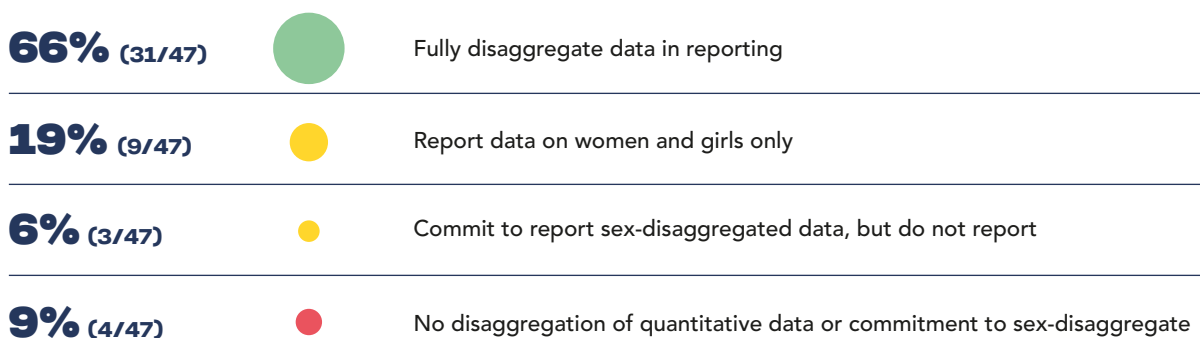 66% (31/47) Fully disaggregate data in reporting
19% (9/47) Report data on women and girls only
6% (3/47) Commit to report sex-disaggregated data, but do not report
9% (4/47) No disaggregation of quantitative data or commitment to sex-disaggregate